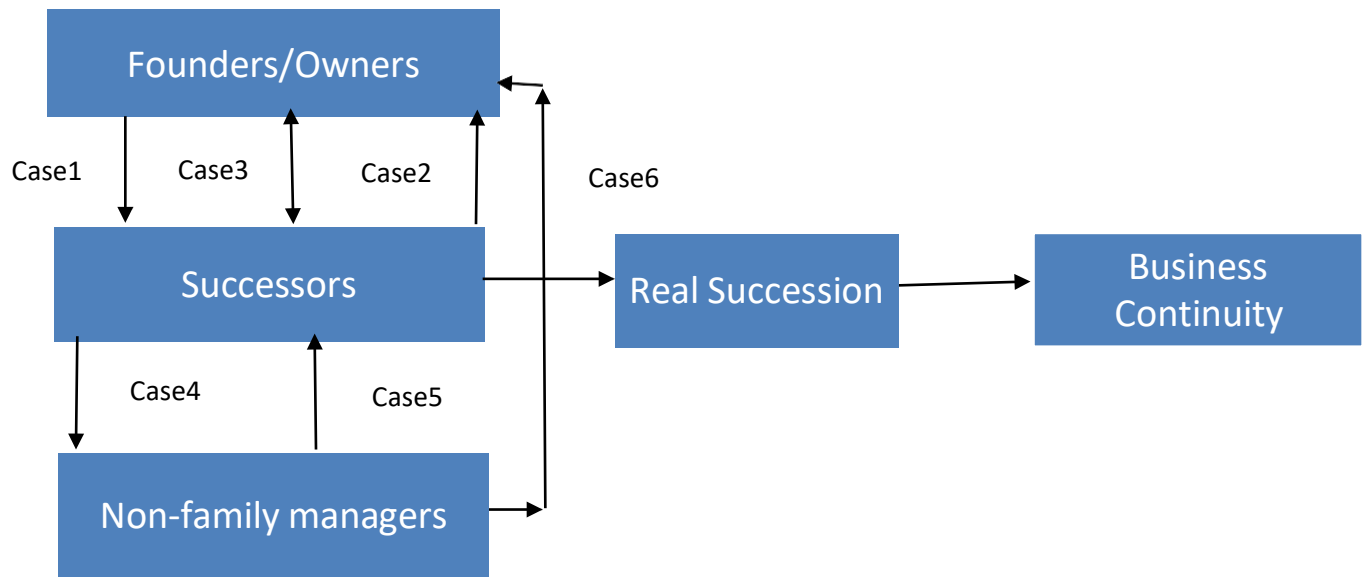 Founders/Owners
Case1
Case3
Case2
Case6
Successors
Real Succession
Business
Continuity
Case4
Case5
Non-family managers